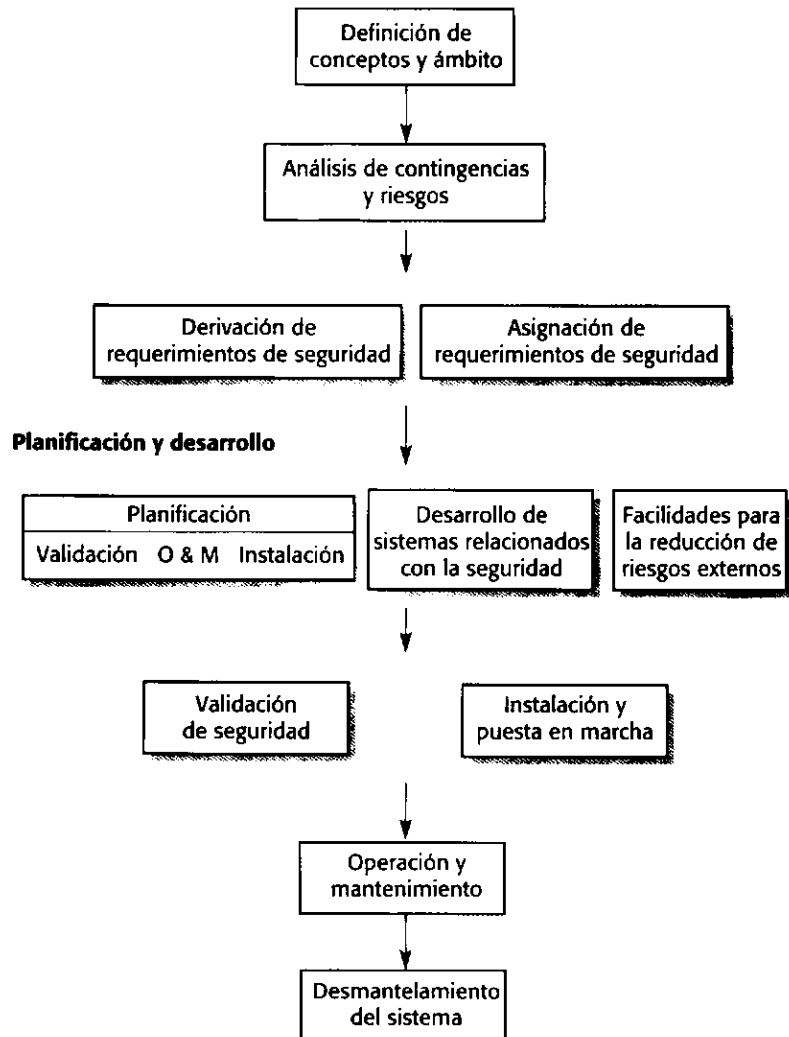 Definición de
conceptos y ámbito
Análisis de contingencias
y riesgos
Derivación de
requerimientos de seguridad
Asignación de
requerimientos de seguridad
Planificación y desarrollo
Planificación
Validación O & M Instalación
Desarrollo de
sistemas relacionados
con la seguridad
Facilidades para
la reducción de
riesgos externos
Validación
de seguridad
Instalación y
puesta en marcha
Operación y
mantenimiento
Desmantelamiento
del sistema